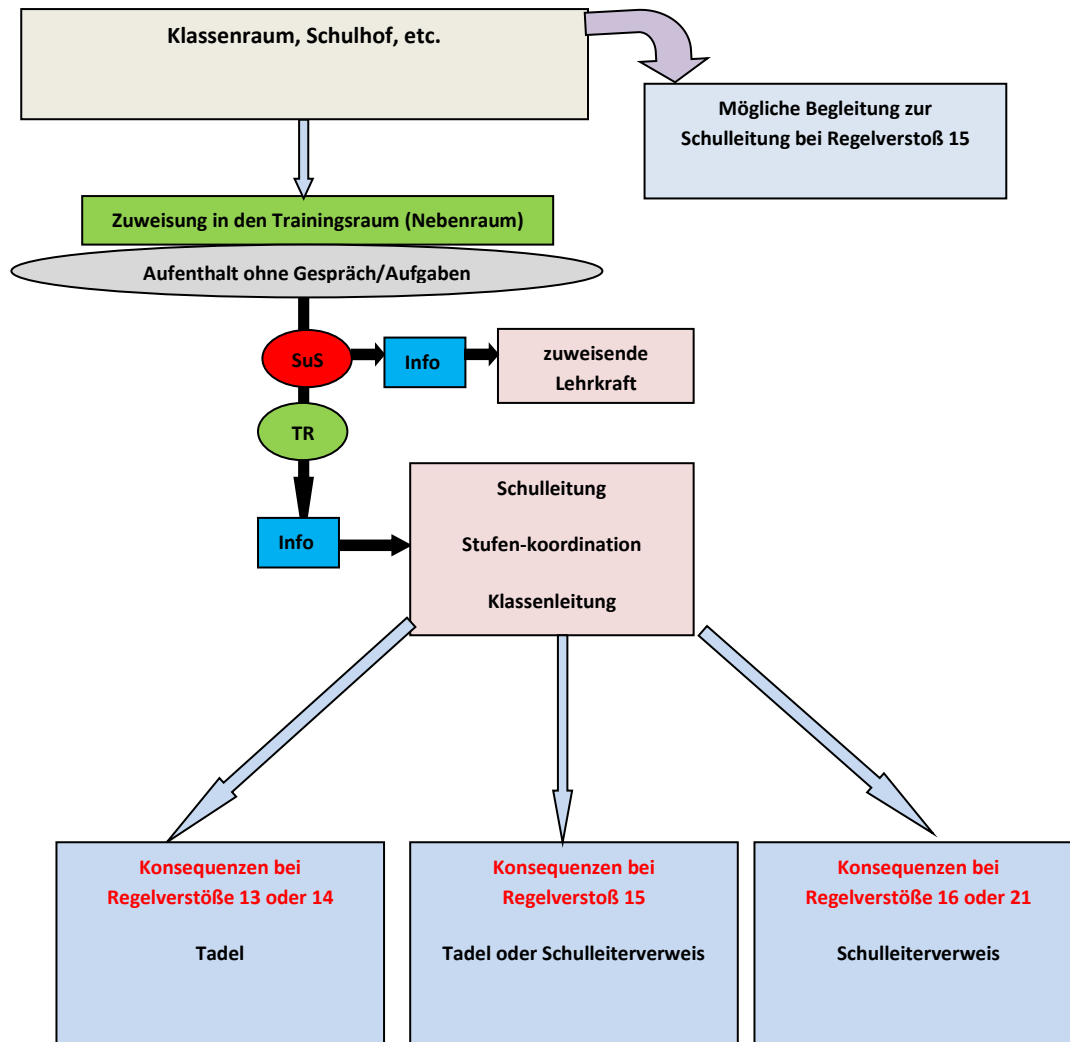 Klassenraum, Schulhof, etc.
Mögliche Begleitung zur
Schulleitung bei Regelverstoß 15
Zuweisung in den Trainingsraum (Nebenraum)
Aufenthalt ohne Gespräch/Aufgaben
SuS
Info
zuweisende
Lehrkraft
TR
Info
Schulleitung
Stufen-koordination
Klassenleitung
Konsequenzen bei
Regelverstöße 13 oder 14
Tadel
Konsequenzen bei
Regelverstoß 15
Tadel oder Schulleiterverweis
Konsequenzen bei
Regelverstöße 16 oder 21
Schulleiterverweis